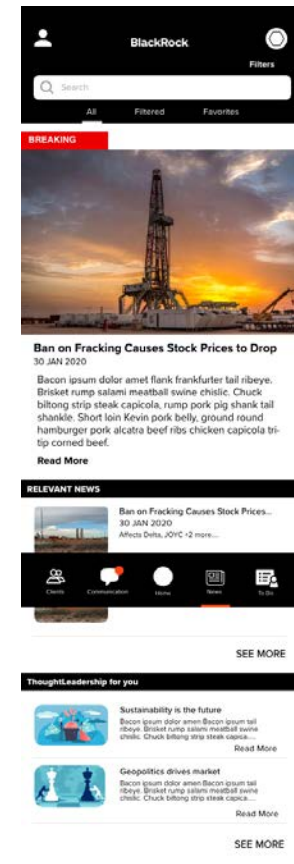 BlackRock
Filters
Search
All Filtered Favorites
BREAKING
Ban on Fracking Causes Stock Prices to Drop
30 JAN 2020
Bacon ipsum dolor amet flank frankfurter tail ribeye.
Brisket rump salami meatball swine chislic. Chuck
biltong strip steak capicola, rump pork pig shank tail
shankle. Short loin Kevin pork belly, ground round
hamburger pork alcatra beef ribs chicken capicola tri-
tip corned beef.
Read More
RELEVANT NEWS
Ban on Fracking Causes Stock Prices...
30 JAN 2020
Affects Delta, JOYC +2 more...
Clients Communication Home News To Do
SEE MORE
ThoughtLeadership for you
Sustainability is the future
Bacon ipsum dolor amen Bacon ipsum tail
ribeye. Brisket rump salami meatball swine
chislic. Chuck biltong strip steak capica....
Read More
Geopolitics drives market
Bacon ipsum dolor amen Bacon ipsum tail
ribeye. Brisket rump salami meatball swine
chislic. Chuck biltong strip steak capica....
Read More
SEE MORE